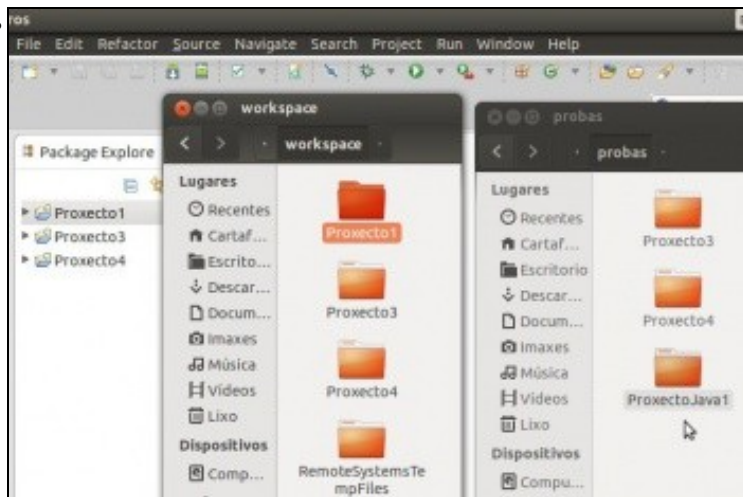 ros
File Edit Refactor Source Navigate Search Project Run Window Help
Package Explore
Proxecto1
Proxecto3
Proxecto4
workspace
workspace
Lugares
Recentes
Cartaf...
Escrito...
Descar...
Docum...
Imaxes
Música
Vídeos
Lixo
Dispositivos
Comp...
Proxecto1
Proxecto3
Proxecto4
RemoteSystemsTe
mpFiles
probas
probas
Lugares
Recentes
Cartaf...
Escritorio
Descar...
Docum...
Imaxes
Música
Vídeos
Lixo
Dispositivos
Compu...
Proxecto3
Proxecto4
ProxectoJava1